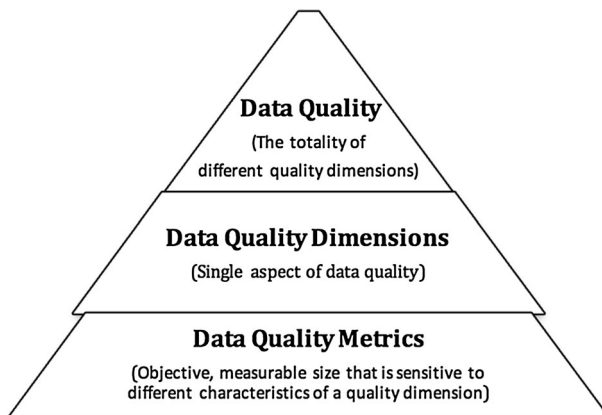 Data Quality
(The totality of
different quality dimensions)
Data Quality Dimensions
(Single aspect of data quality)
Data Quality Metrics
(Objective, measurable size that is sensitive to
different characteristics of a quality dimension)